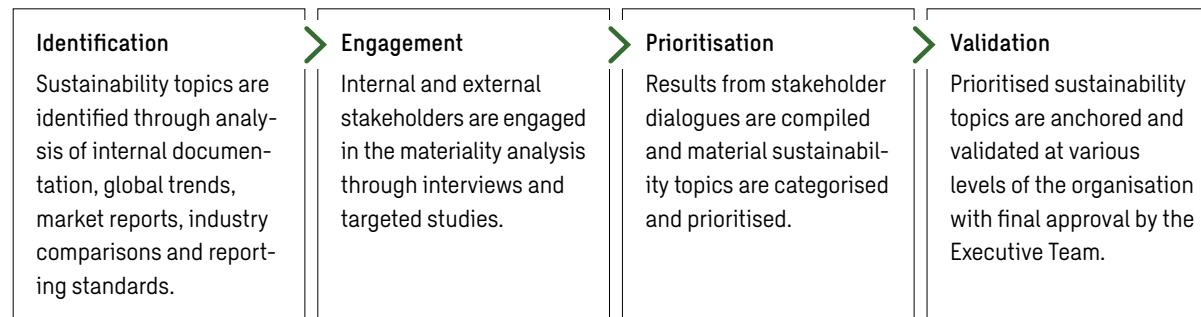 Identification
Sustainability topics are
identified through analy-
sis of internal documen-
tation, global trends,
market reports, industry
comparisons and report-
ing standards.
Engagement
Internal and external
stakeholders are engaged
in the materiality analysis
through interviews and
targeted studies.
Prioritisation
Results from stakeholder
dialogues are compiled
and material sustainabil-
ity topics are categorised
and prioritised.
Validation
Prioritised sustainability
topics are anchored and
validated at various
levels of the organisation
with final approval by the
Executive Team.